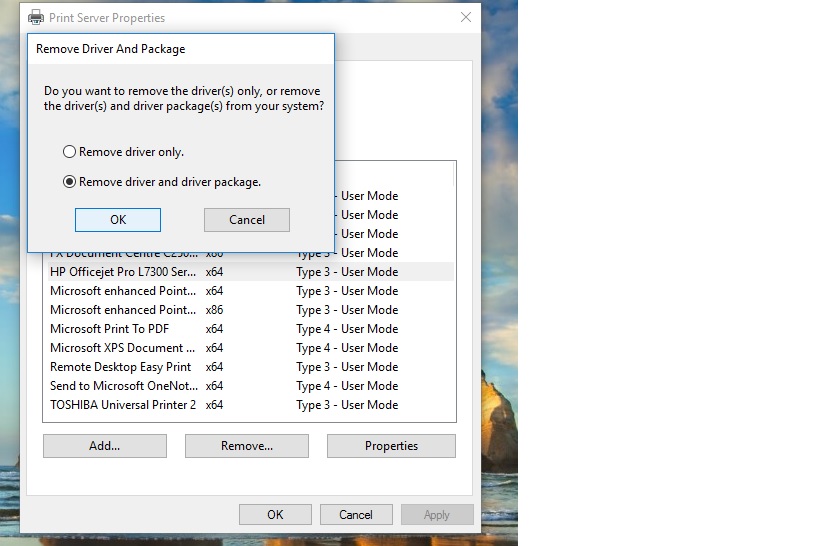 Print Server Properties
Remove Driver And Package
Do you want to remove the driver(s) only, or remove
the driver(s) and driver package(s) from your system?
Remove driver only.
Remove driver and driver package.
OK Cancel
- User Mode
- User Mode
- User Mode
FX Document Centre C250... x86 Type 3 - User Mode
HP Officejet Pro L7300 Ser... x64 Type 3 - User Mode
Microsoft enhanced Point... x64 Type 3 - User Mode
Microsoft enhanced Point... x86 Type 3 - User Mode
Microsoft Print To PDF x64 Type 4 - User Mode
Microsoft XPS Document ... x64 Type 4 - User Mode
Remote Desktop Easy Print x64 Type 3 - User Mode
Send to Microsoft OneNot... x64 Type 4 - User Mode
TOSHIBA Universal Printer 2 x64 Type 3 - User Mode
Add... Remove... Properties
OK Cancel Apply